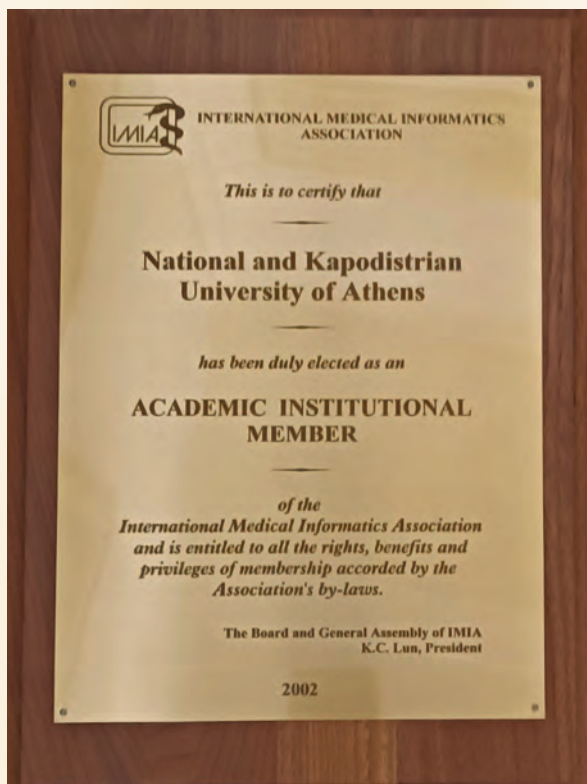 IMIA
INTERNATIONAL MEDICAL INFORMATICS
ASSOCIATION
This is to certify that
National and Kapodistrian
University of Athens
has been duly elected as an
ACADEMIC INSTITUTIONAL
MEMBER
of the
International Medical Informatics Association
and is entitled to all the rights, benefits and
privileges of membership accorded by the
Association's by-laws.
The Board and General Assembly of IMIA
K.C. Lun, President
2002